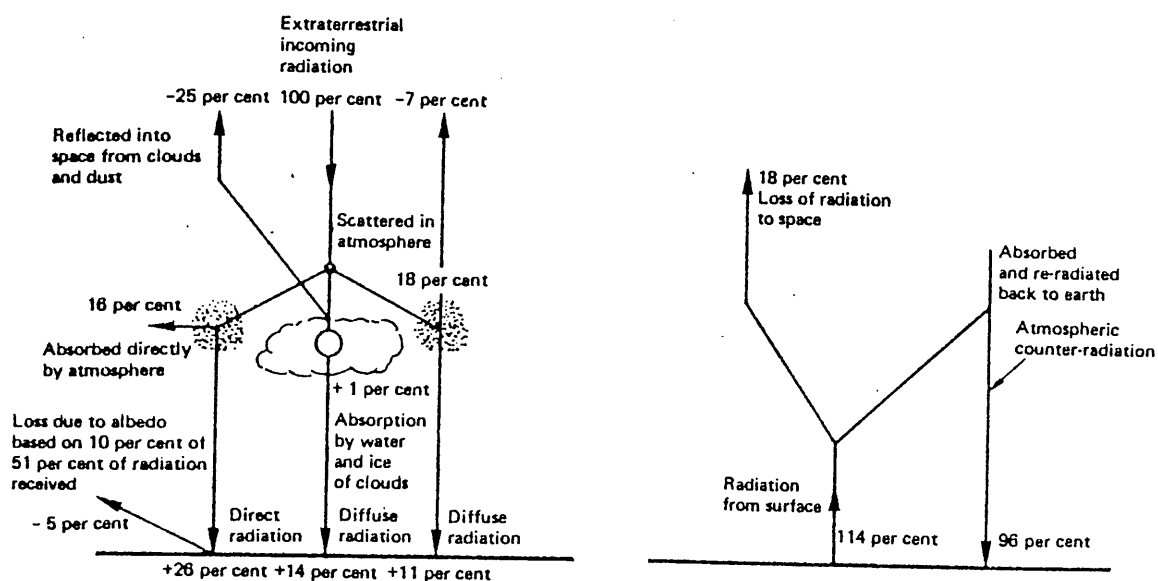 Extraterrestrial
incoming
radiation
-25 per cent 100 per cent -7 per cent
Reflected into
space from clouds
and dust
Scattered in
atmosphere
18 per cent
16 per cent
Absorbed directly
by atmosphere
+ 1 per cent
Loss due to albedo
based on 10 per cent of
51 per cent of radiation
received
Absorption
by water
and ice
of clouds
- 5 per cent
Direct
radiation
Diffuse
radiation
Diffuse
radiation
+26 per cent +14 per cent +11 per cent
18 per cent
Loss of radiation
to space
Absorbed
and re-radiated
back to earth
Atmospheric
counter-radiation
Radiation
from surface
114 per cent
96 per cent